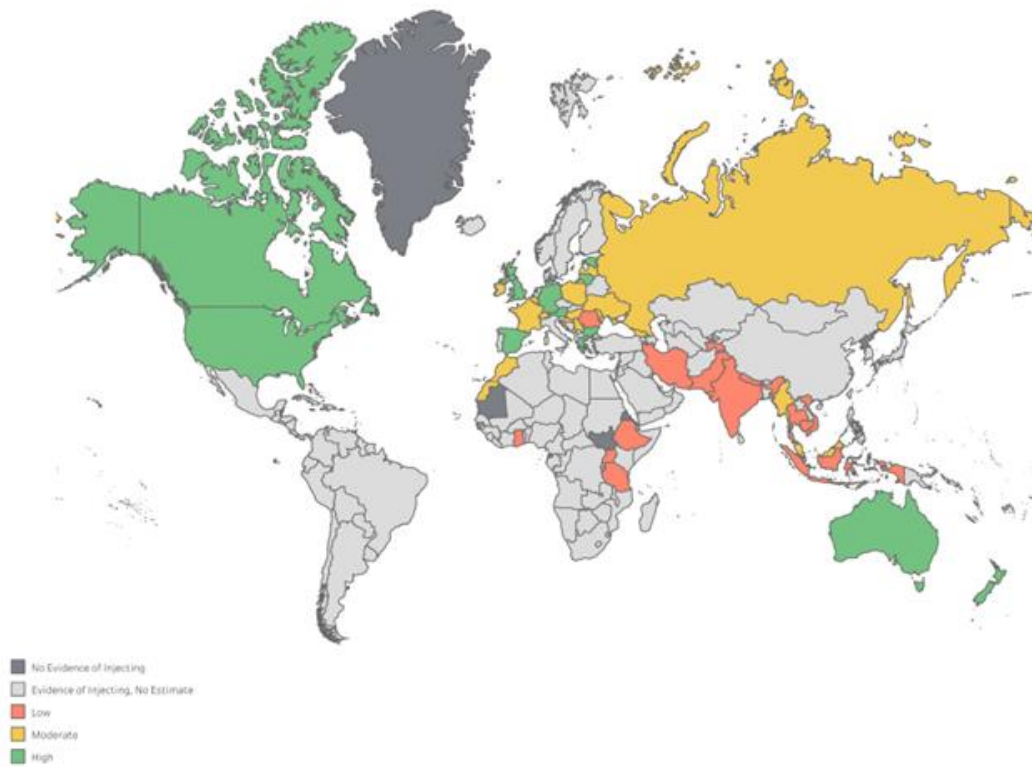 No Evidence of Injecting
Evidence of Injecting, No Estimate
Low
Moderate
High